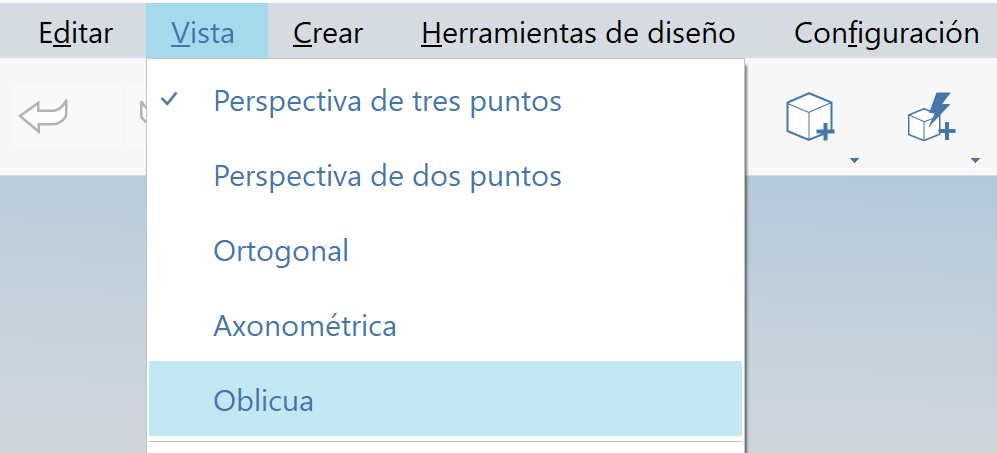 Editar Vista Crear Herramientas de diseño Configuración
Perspectiva de tres puntos
Perspectiva de dos puntos
Ortogonal
Axonométrica
Oblicua